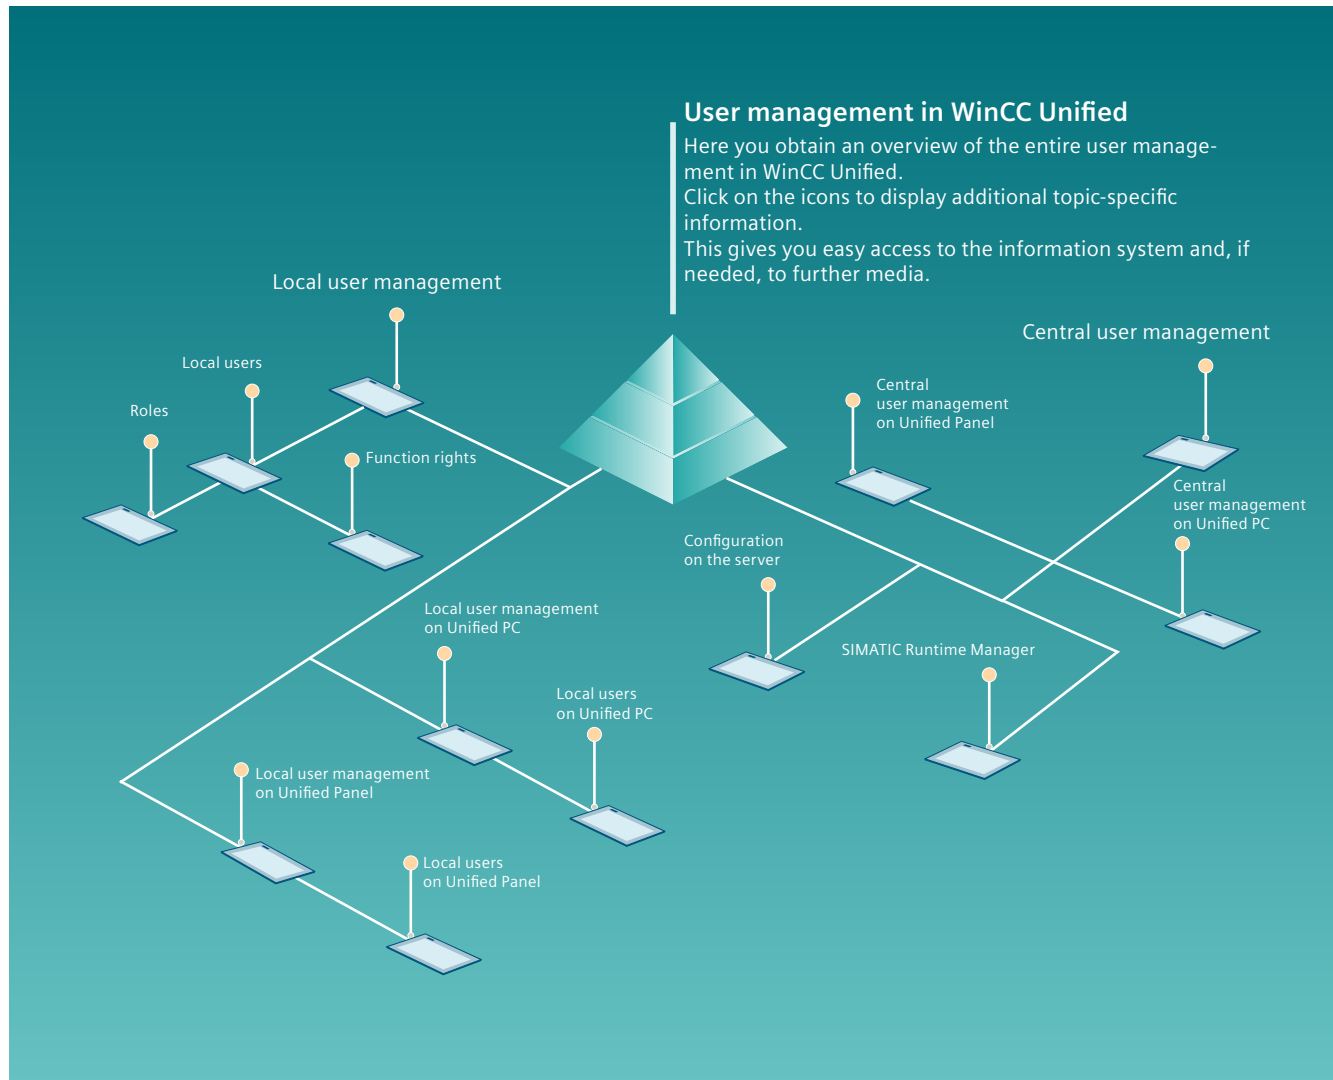 User management in WinCC Unified
Here you obtain an overview of the entire user manage-
ment in WinCC Unified.
Click on the icons to display additional topic-specific
information.
This gives you easy access to the information system and, if
needed, to further media.
Local user management
Local users
Roles
Function rights
Central user management
Central
user management
on Unified Panel
Central
user management
on Unified PC
Configuration
on the server
SIMATIC Runtime Manager
Local user management
on Unified PC
Local users
on Unified PC
Local user management
on Unified Panel
Local users
on Unified Panel